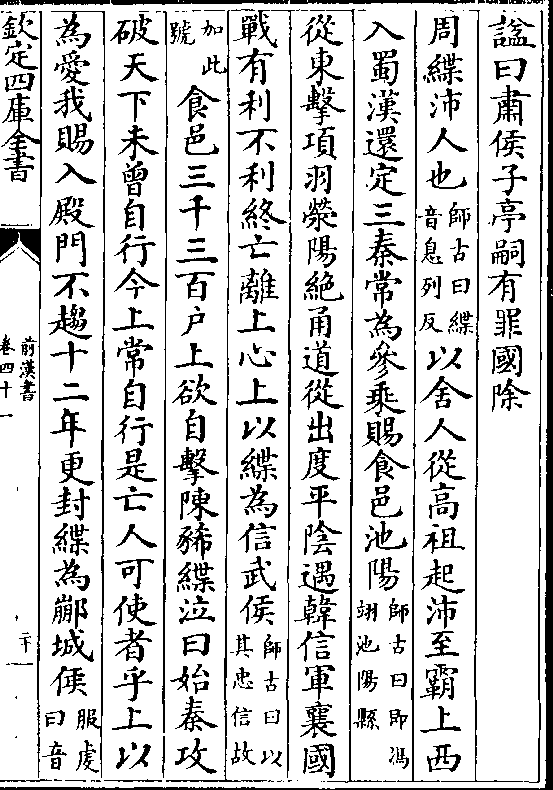 諡曰肅侯子亭嗣有罪國除
周緤沛人也師古曰緤音息列反以舍人從高祖起沛至霸上西
入蜀漢還定三秦常為參乗賜食邑池陽師古曰即馮翊池陽縣
從東擊項羽滎陽絶甬道從出度平陰遇韓信軍襄國
戰有利不利終亡離上心上以緤為信武侯師古曰以其忠信故
加此號食邑三千三百户上欲自擊陳豨緤泣曰始秦攻
破天下未曾自行今上常自行是亡人可使者乎上以
為愛我賜入殿門不趨十二年更封緤為䣙城侯服虔曰音
欽定四庫全書
前漢書
卷四十一
二十